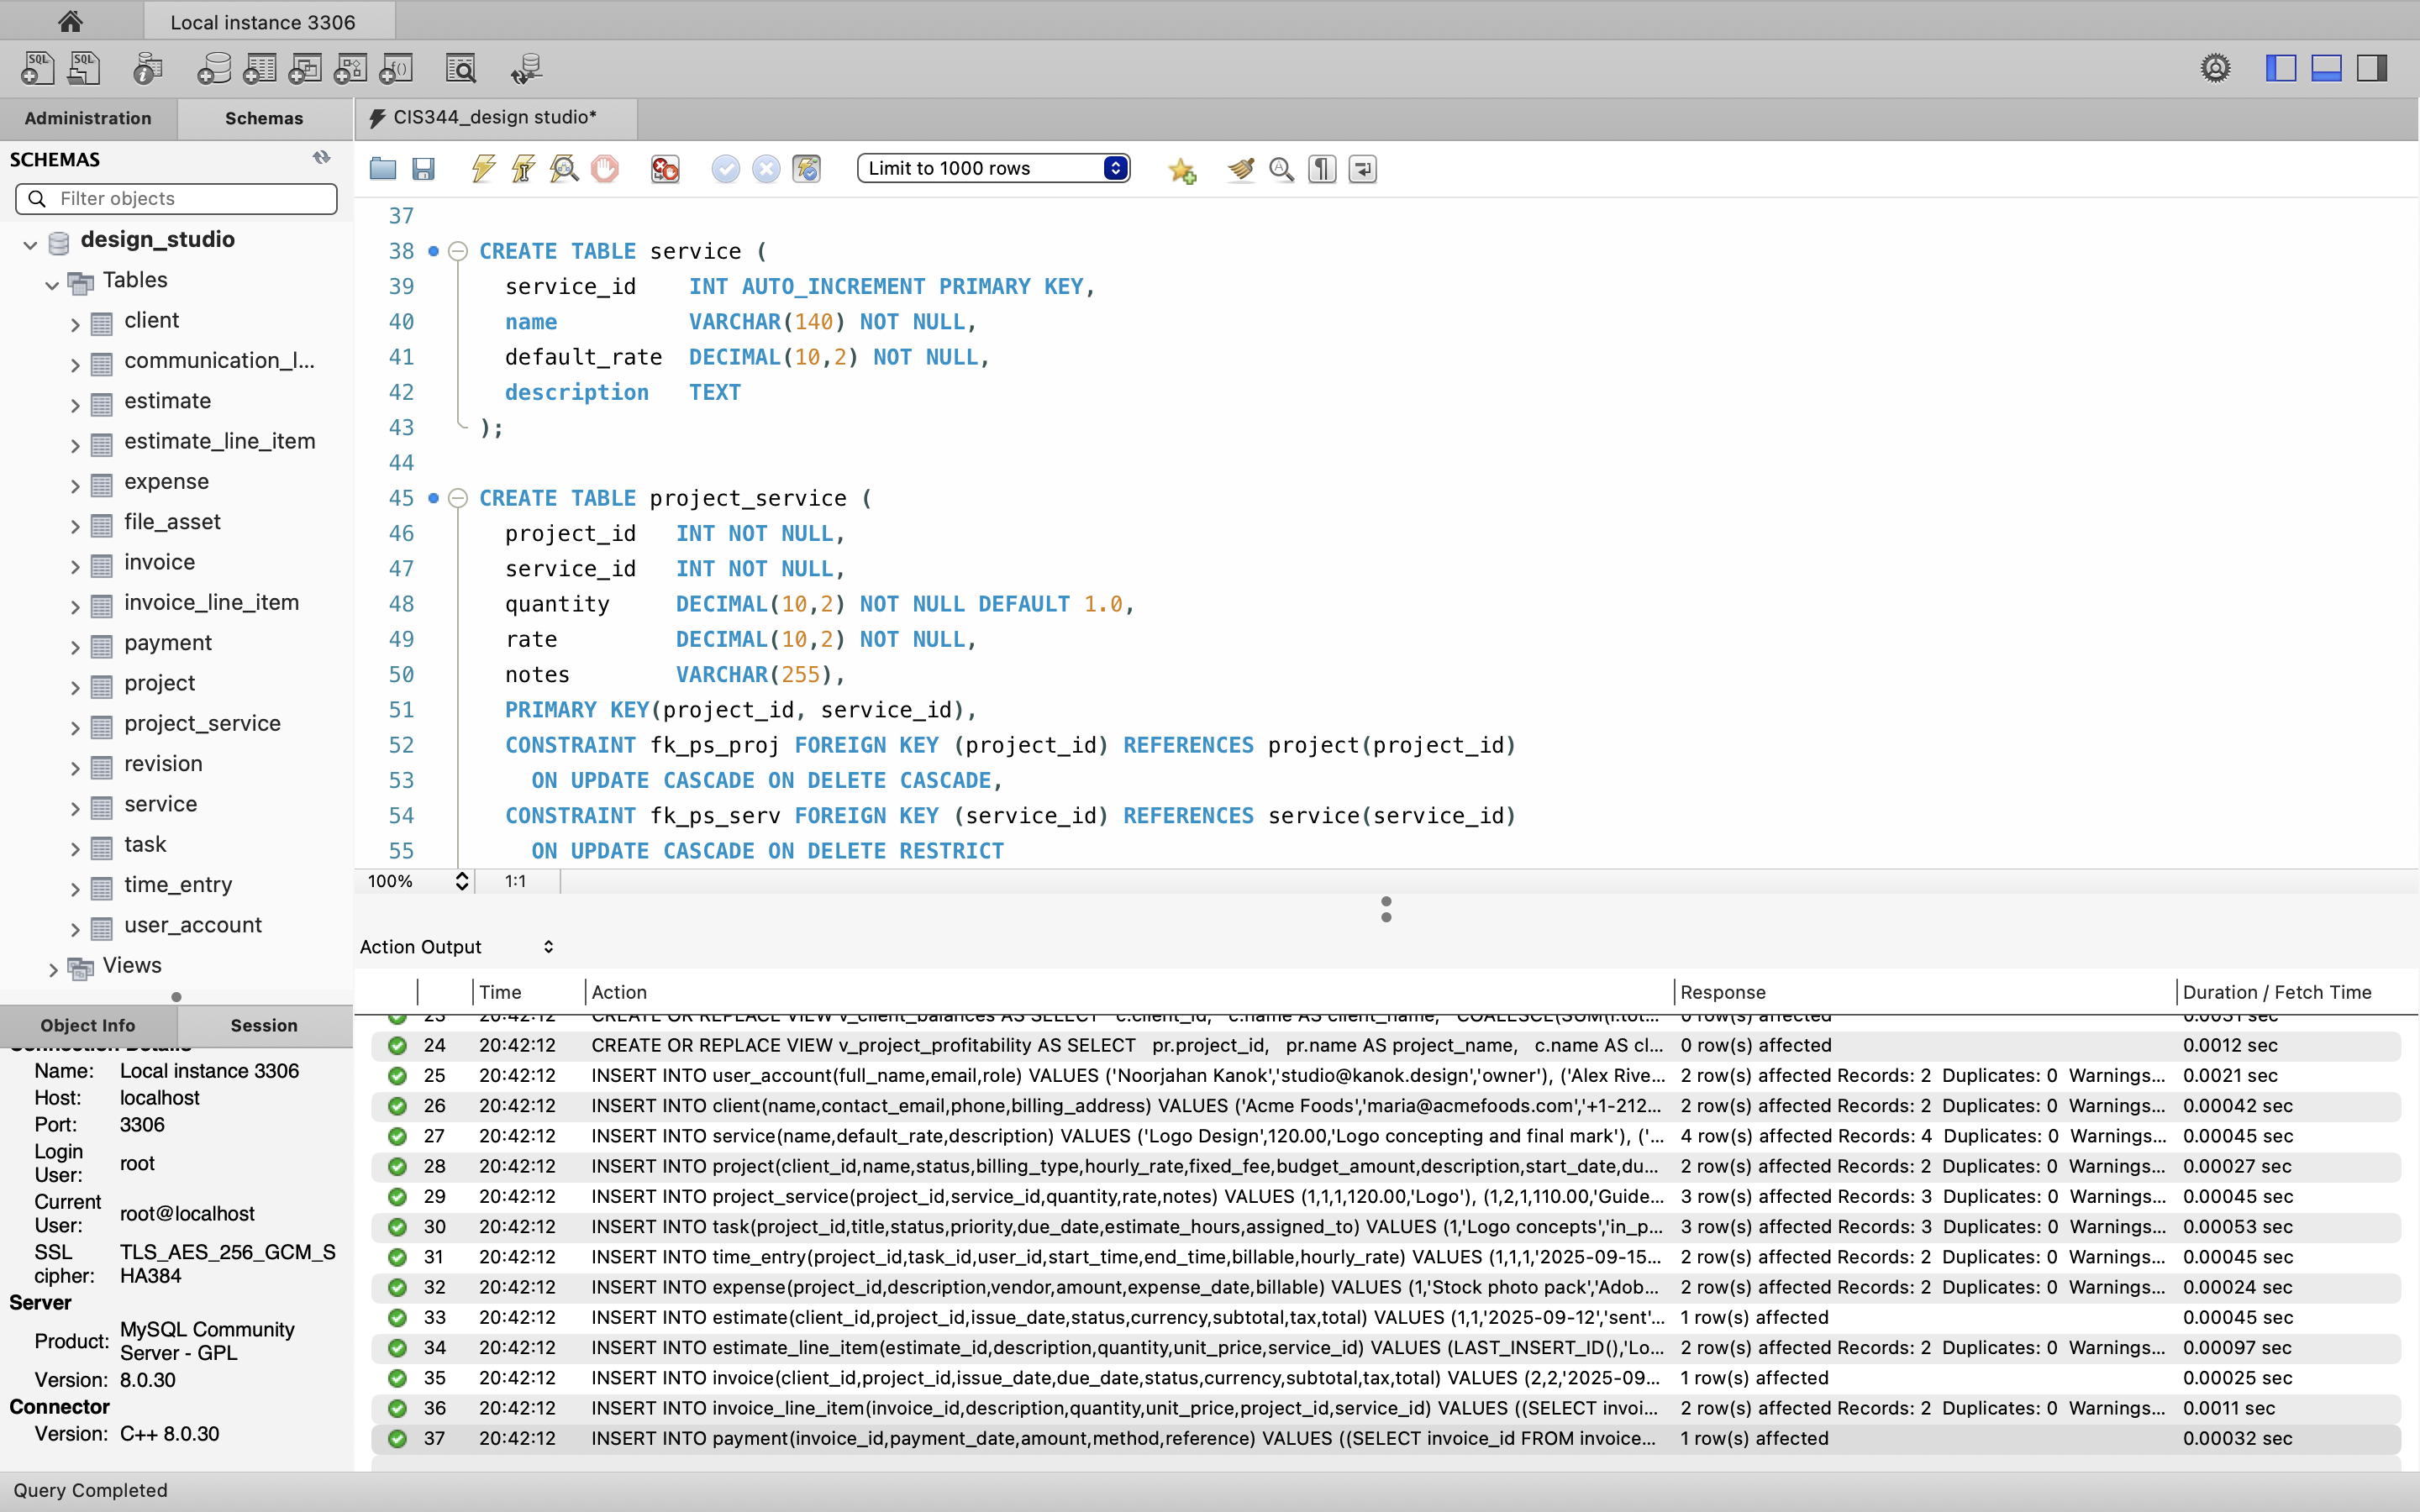 Local instance 3306
Administration
Schemas
CIS344_design studio*
SCHEMAS
Filter objects
Limit to 1000 rows
design_studio
Tables
client
communication_l...
estimate
estimate_line_item
expense
file_asset
invoice
invoice_line_item
payment
project
project_service
revision
service
task
time_entry
user_account
Views
37
38 CREATE TABLE service (
39 service_id INT AUTO_INCREMENT PRIMARY KEY,
40 name VARCHAR(140) NOT NULL,
41 default_rate DECIMAL(10,2) NOT NULL,
42 description TEXT
43 );
44
45 CREATE TABLE project_service (
46 project_id INT NOT NULL,
47 service_id INT NOT NULL,
48 quantity DECIMAL(10,2) NOT NULL DEFAULT 1.0,
49 rate DECIMAL(10,2) NOT NULL,
50 notes VARCHAR(255),
51 PRIMARY KEY(project_id, service_id),
52 CONSTRAINT fk_ps_proj FOREIGN KEY (project_id) REFERENCES project(project_id)
53 ON UPDATE CASCADE ON DELETE CASCADE,
54 CONSTRAINT fk_ps_serv FOREIGN KEY (service_id) REFERENCES service(service_id)
55 ON UPDATE CASCADE ON DELETE RESTRICT
100% 1:1
Action Output
Time Action Response Duration / Fetch Time
23 20:42:12 CREATE OR REPLACE VIEW v_client_balances AS SELECT c.client_id, c.name AS client_name, COALESCE(SUM(i.tot... 0 row(s) affected 0.0031 sec
24 20:42:12 CREATE OR REPLACE VIEW v_project_profitability AS SELECT pr.project_id, pr.name AS project_name, c.name AS cl... 0 row(s) affected 0.0012 sec
25 20:42:12 INSERT INTO user_account(full_name,email,role) VALUES ('Noorjahan Kanok','studio@kanok.design','owner'), ('Alex Rive... 2 row(s) affected Records: 2 Duplicates: 0 Warnings... 0.0021 sec
26 20:42:12 INSERT INTO client(name,contact_email,phone,billing_address) VALUES ('Acme Foods','maria@acmefoods.com','+1-212... 2 row(s) affected Records: 2 Duplicates: 0 Warnings... 0.00042 sec
27 20:42:12 INSERT INTO service(name,default_rate,description) VALUES ('Logo Design',120.00,'Logo concepting and final mark'), ('... 4 row(s) affected Records: 4 Duplicates: 0 Warnings... 0.00045 sec
28 20:42:12 INSERT INTO project(client_id,name,status,billing_type,hourly_rate,fixed_fee,budget_amount,description,start_date,du... 2 row(s) affected Records: 2 Duplicates: 0 Warnings... 0.00027 sec
29 20:42:12 INSERT INTO project_service(project_id,service_id,quantity,rate,notes) VALUES (1,1,1,120.00,'Logo'), (1,2,1,110.00,'Guide... 3 row(s) affected Records: 3 Duplicates: 0 Warnings... 0.00045 sec
30 20:42:12 INSERT INTO task(project_id,title,status,priority,due_date,estimate_hours,assigned_to) VALUES (1,'Logo concepts','in_p... 3 row(s) affected Records: 3 Duplicates: 0 Warnings... 0.00053 sec
31 20:42:12 INSERT INTO time_entry(project_id,task_id,user_id,start_time,end_time,billable,hourly_rate) VALUES (1,1,1,'2025-09-15... 2 row(s) affected Records: 2 Duplicates: 0 Warnings... 0.00045 sec
32 20:42:12 INSERT INTO expense(project_id,description,vendor,amount,expense_date,billable) VALUES (1,'Stock photo pack','Adob... 2 row(s) affected Records: 2 Duplicates: 0 Warnings... 0.00024 sec
33 20:42:12 INSERT INTO estimate(client_id,project_id,issue_date,status,currency,subtotal,tax,total) VALUES (1,1,'2025-09-12','sent'... 1 row(s) affected 0.00045 sec
34 20:42:12 INSERT INTO estimate_line_item(estimate_id,description,quantity,unit_price,service_id) VALUES (LAST_INSERT_ID(),'Lo... 2 row(s) affected Records: 2 Duplicates: 0 Warnings... 0.00097 sec
35 20:42:12 INSERT INTO invoice(client_id,project_id,issue_date,due_date,status,currency,subtotal,tax,total) VALUES (2,2,'2025-09... 1 row(s) affected 0.00025 sec
36 20:42:12 INSERT INTO invoice_line_item(invoice_id,description,quantity,unit_price,project_id,service_id) VALUES ((SELECT invoi... 2 row(s) affected Records: 2 Duplicates: 0 Warnings... 0.0011 sec
37 20:42:12 INSERT INTO payment(invoice_id,payment_date,amount,method,reference) VALUES ((SELECT invoice_id FROM invoice... 1 row(s) affected 0.00032 sec
Object Info
Session
Connection Details
Name: Local instance 3306
Host: localhost
Port: 3306
Login User: root
Current User: root@localhost
SSL cipher: TLS_AES_256_GCM_SHA384
Server
Product: MySQL Community Server - GPL
Version: 8.0.30
Connector
Version: C++ 8.0.30
Query Completed